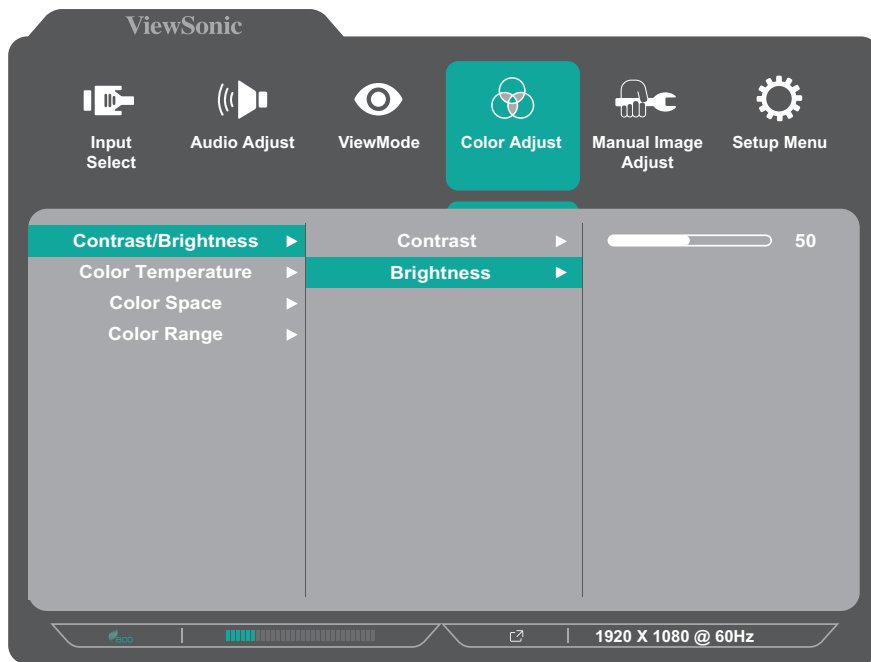 ViewSonic
Input Select
Audio Adjust
ViewMode
Color Adjust
Manual Image Adjust
Setup Menu
Contrast/Brightness
Contrast
50
Color Temperature
Brightness
Color Space
Color Range
eco
1920 X 1080 @ 60Hz